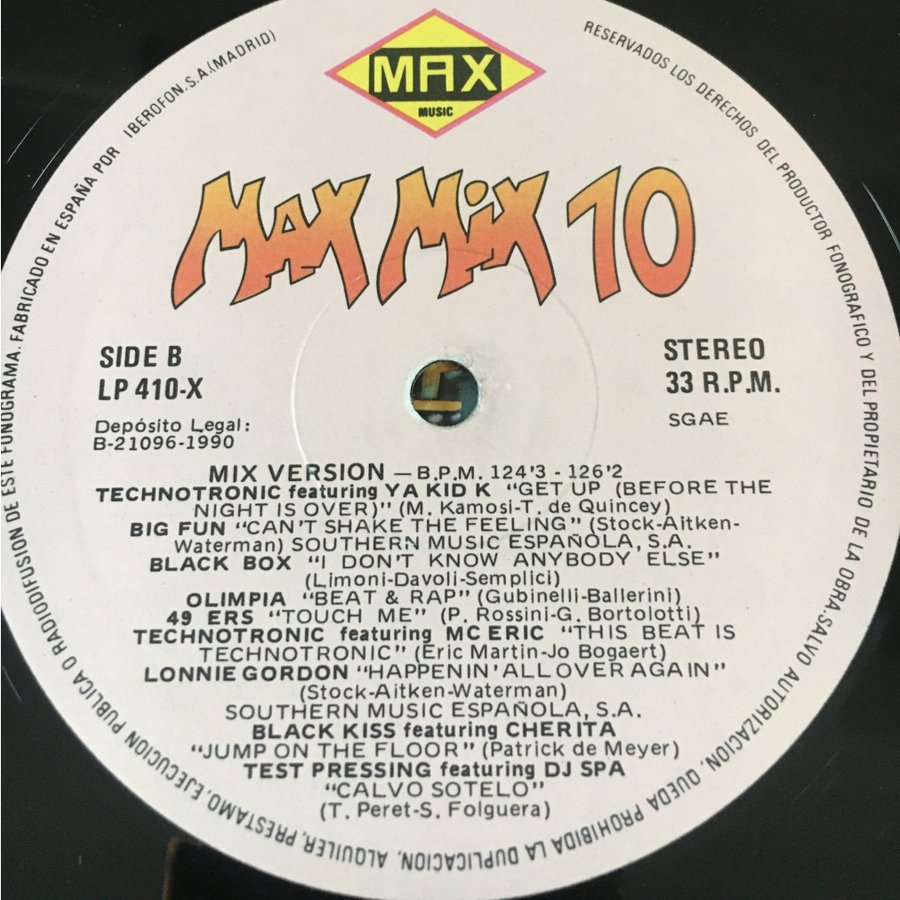 MAX
MUSIC
FABRICADO EN ESPAÑA POR IBEROFON.S.A.(MADRID)
RESERVADOS LOS DERECHOS DEL PRODUCTOR FONOGRAFICO Y DEL PROPIETARIO DE LA OBRA.SALVO AUTORIZACION, QUEDA PROHIBIDA LA DUPLICACION, ALQUILER, PRESTAMO, EJECUCION PUBLICA O RADIODIFUSION DE ESTE FONOGRAMA.
MAX MiX 10
SIDE B
LP 410-X
Depósito Legal:
B-21096-1990
STEREO
33 R.P.M.
SGAE
MIX VERSION — B.P.M. 124'3 - 126'2
TECHNOTRONIC featuring YA KID K "GET UP (BEFORE THE
NIGHT IS OVER)" (M. Kamosi-T. de Quincey)
BIG FUN "CAN'T SHAKE THE FEELING" (Stock-Aitken-
Waterman) SOUTHERN MUSIC ESPAÑOLA, S.A.
BLACK BOX "I DON'T KNOW ANYBODY ELSE"
(Limoni-Davoli-Semplici)
OLIMPIA "BEAT & RAP" (Gubinelli-Ballerini)
49 ERS "TOUCH ME" (P. Rossini-G. Bortolotti)
TECHNOTRONIC featuring MC ERIC "THIS BEAT IS
TECHNOTRONIC" (Eric Martin-Jo Bogaert)
LONNIE GORDON "HAPPENIN' ALL OVER AGAIN"
(Stock-Aitken-Waterman)
SOUTHERN MUSIC ESPAÑOLA, S.A.
BLACK KISS featuring CHERITA
"JUMP ON THE FLOOR" (Patrick de Meyer)
TEST PRESSING featuring DJ SPA
"CALVO SOTELO"
(T. Peret-S. Folguera)